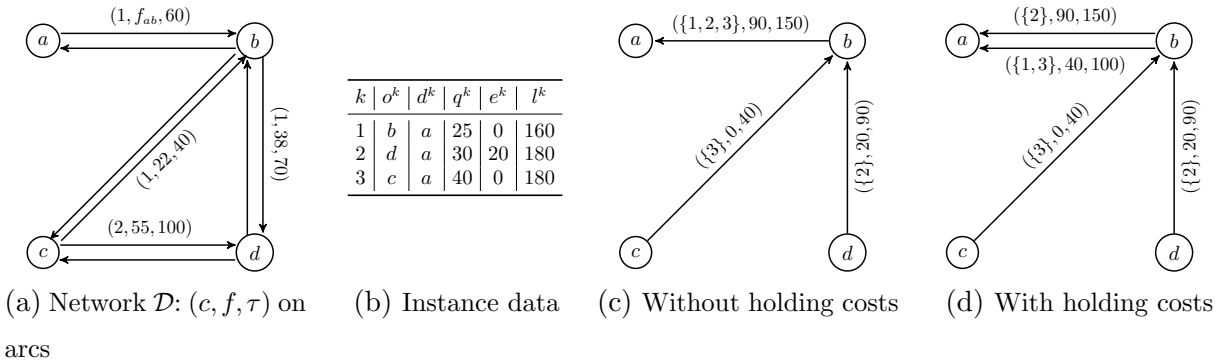 (1, f_{ab}, 60)
a
b
(1, 38, 70)
(1, 22, 40)
(2, 55, 100)
c
d
(a) Network 𝒟: (c, f, τ) on
arcs
k | o^k | d^k | q^k | e^k | l^k
1 | b | a | 25 | 0 | 160
2 | d | a | 30 | 20 | 180
3 | c | a | 40 | 0 | 180
(b) Instance data
({1, 2, 3}, 90, 150)
a
b
({3}, 0, 40)
({2}, 20, 90)
c
d
(c) Without holding costs
({2}, 90, 150)
a
b
({1, 3}, 40, 100)
({3}, 0, 40)
({2}, 20, 90)
c
d
(d) With holding costs